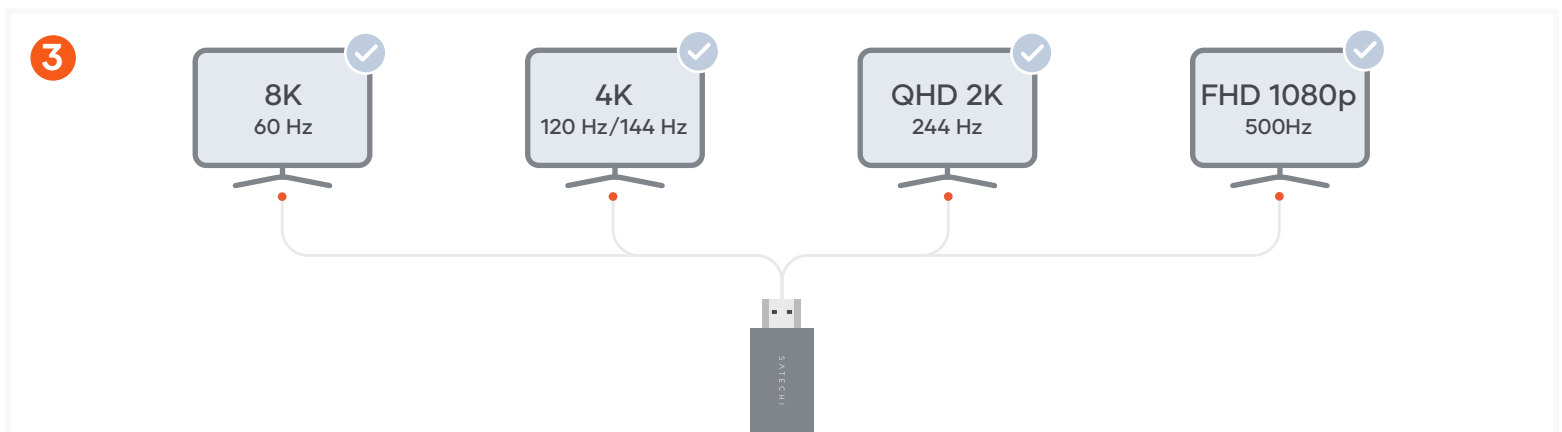 3
8K
60 Hz
4K
120 Hz/144 Hz
QHD 2K
244 Hz
FHD 1080p
500Hz
SATECHI